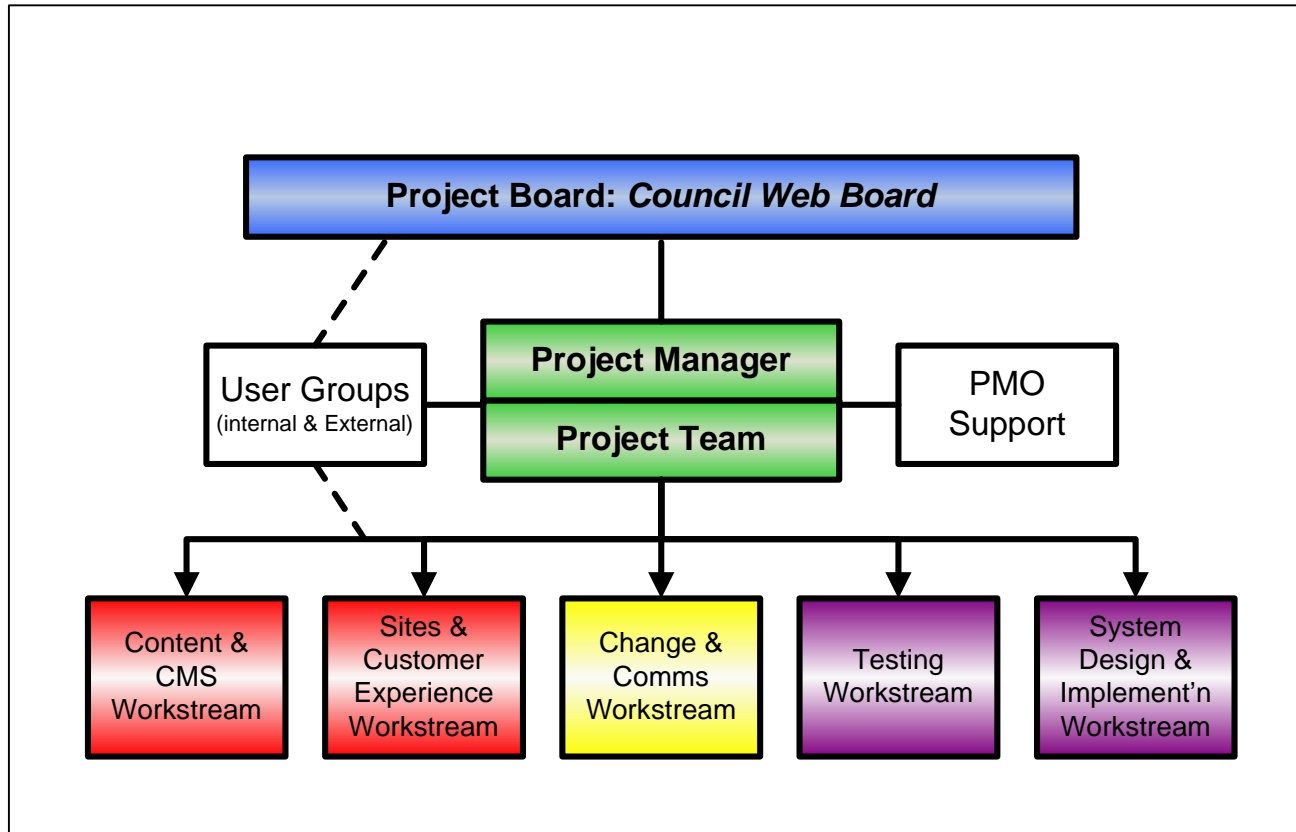 Project Board: Council Web Board
Project Manager
User Groups
(internal & External)
Project Team
PMO
Support
Content &
CMS
Workstream
Sites &
Customer
Experience
Workstream
Change &
Comms
Workstream
Testing
Workstream
System
Design &
Implement’n
Workstream